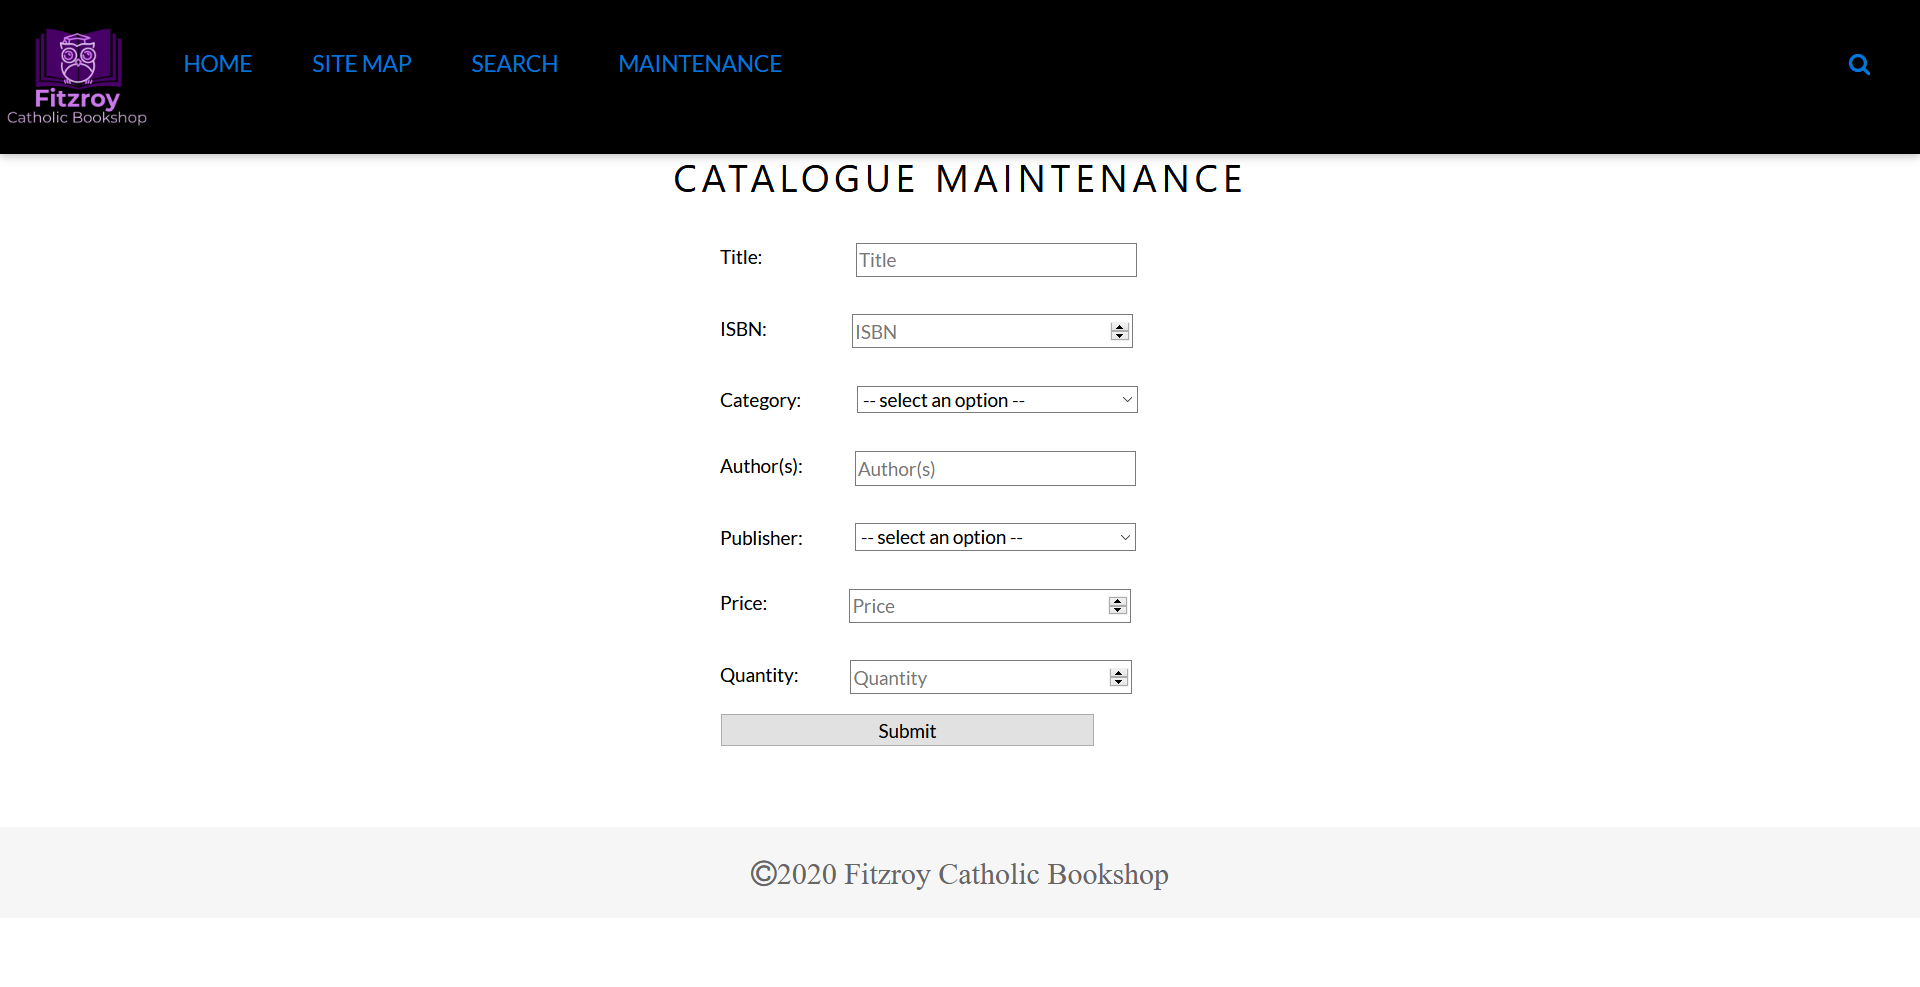 Fitzroy
Catholic Bookshop
HOME SITE MAP SEARCH MAINTENANCE
CATALOGUE MAINTENANCE
Title: Title
ISBN: ISBN
Category: -- select an option --
Author(s): Author(s)
Publisher: -- select an option --
Price: Price
Quantity: Quantity
Submit
©2020 Fitzroy Catholic Bookshop